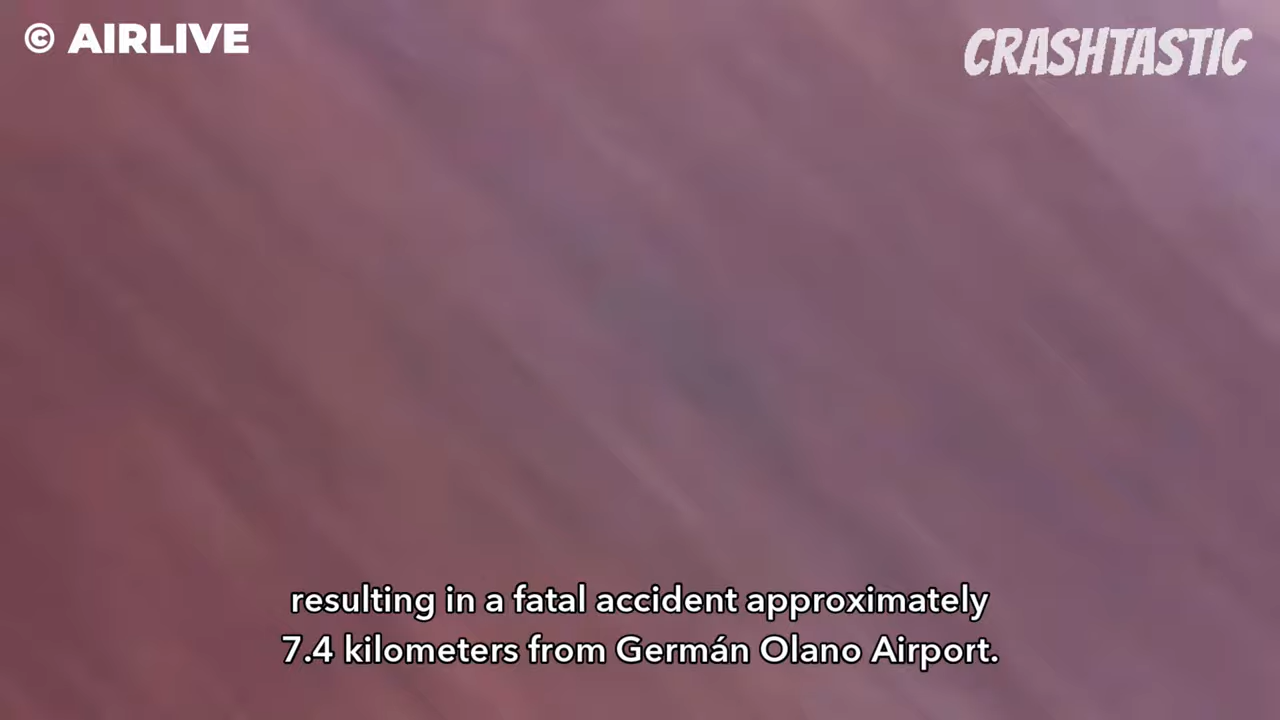 © AIRLIVE
CRASHTASTIC
resulting in a fatal accident approximately
7.4 kilometers from Germán Olano Airport.